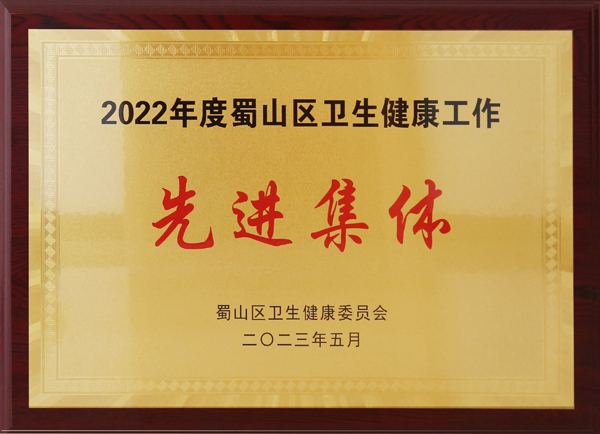 2022年度蜀山区卫生健康工作
先进集体
蜀山区卫生健康委员会
二〇二三年五月